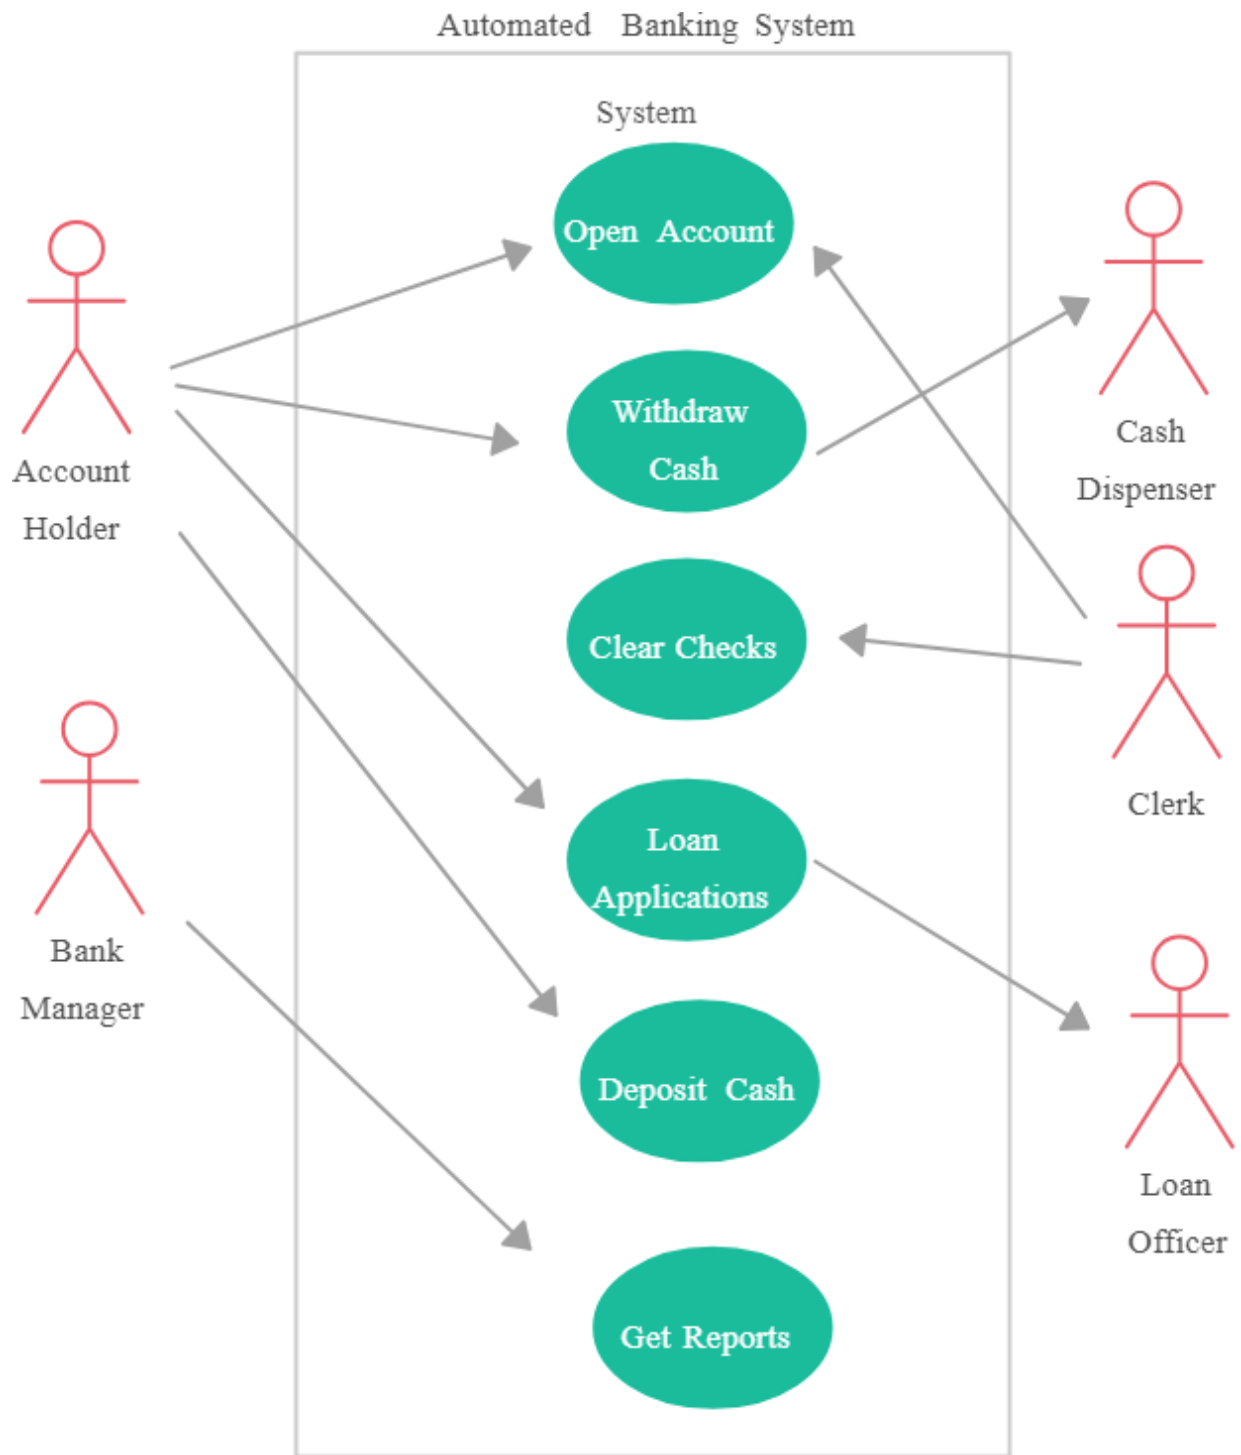 Automated Banking System
System
Open Account
Withdraw
Cash
Clear Checks
Loan
Applications
Deposit Cash
Get Reports
Account
Holder
Bank
Manager
Cash
Dispenser
Clerk
Loan
Officer